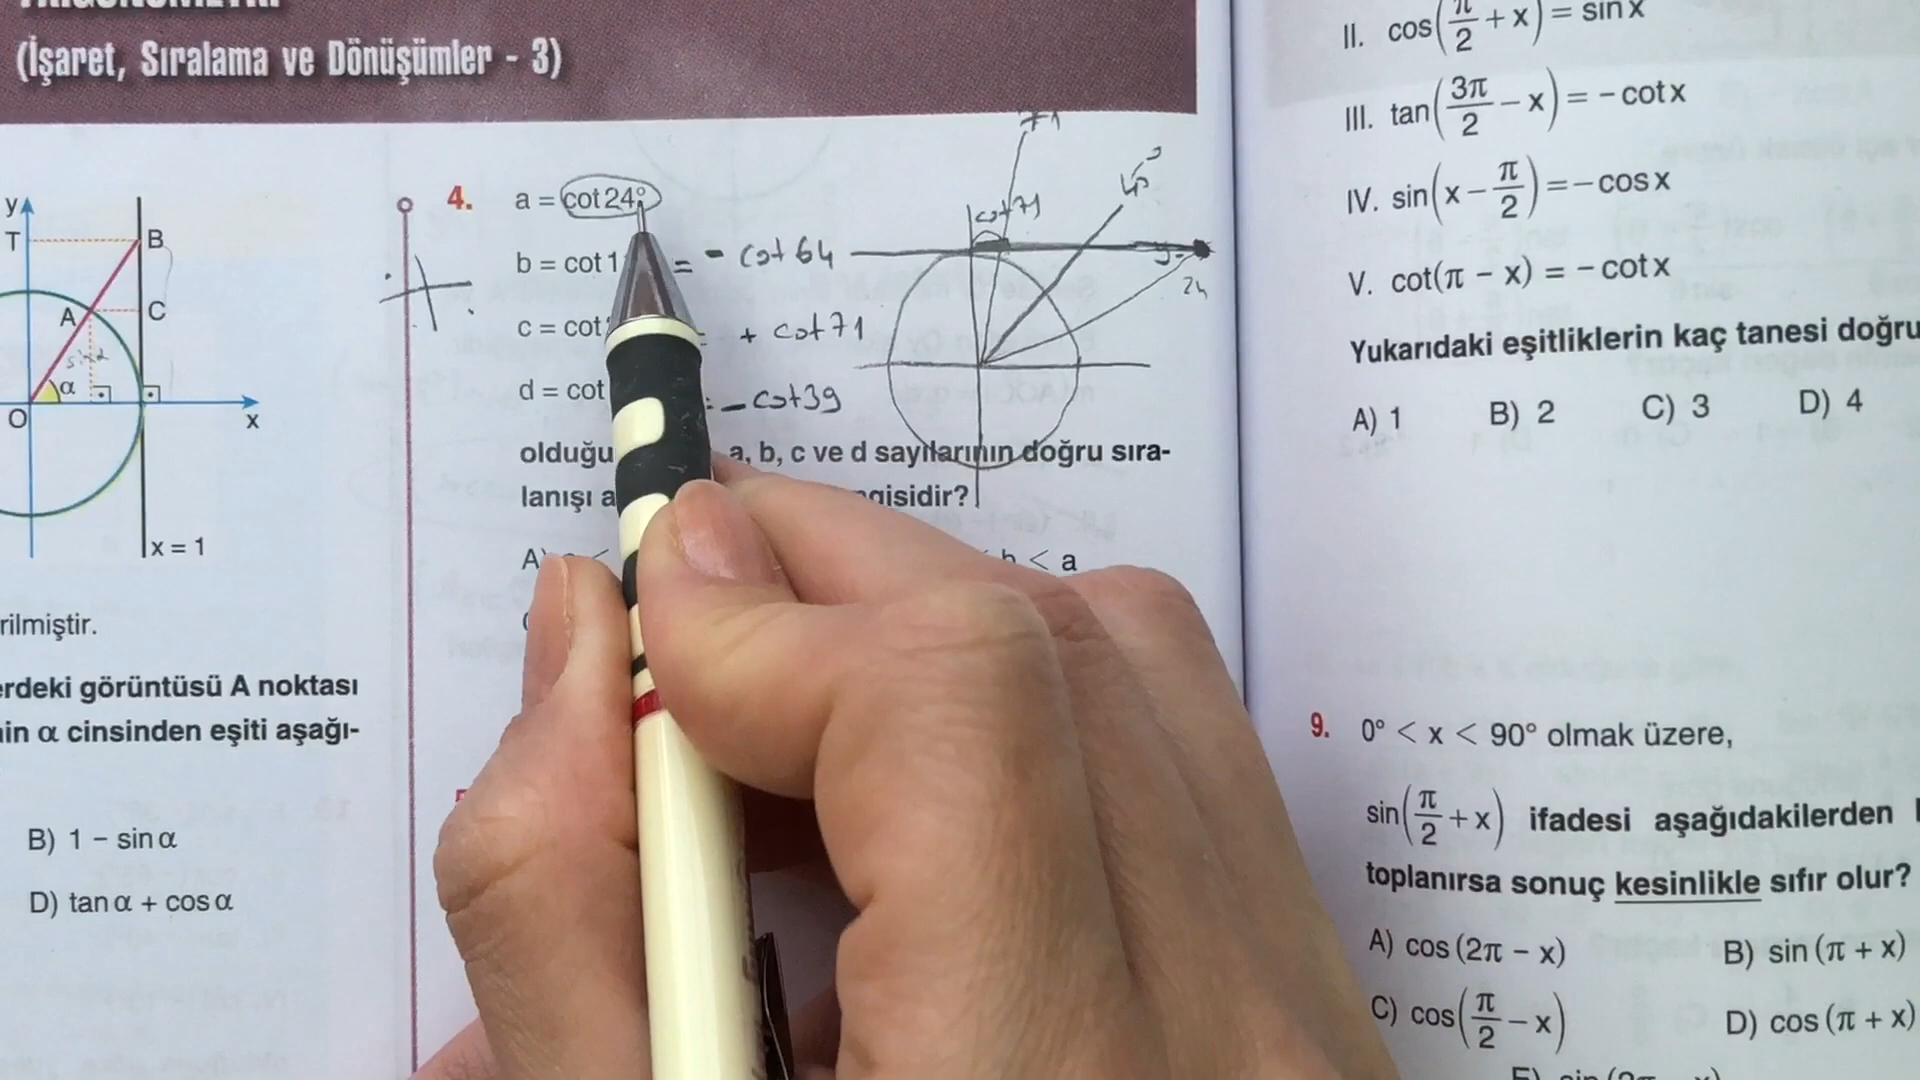 (İşaret, Sıralama ve Dönüşümler - 3)
y
T
B
A
C
α
O
x
x = 1
rilmiştir.
erdeki görüntüsü A noktası
in α cinsinden eşiti aşağı-
B) 1 - sin α
D) tan α + cos α
4. a = cot 24°
b = cot 1 = - cot 64
c = cot = + cot 71
d = cot = - cot 39
cot 71
71
24
olduğu a, b, c ve d sayılarının doğru sıra-
lanışı a gisidir?
A) <
b < a
II. cos(π/2 + x) = sin x
III. tan(3π/2 - x) = - cot x
IV. sin(x - π/2) = - cos x
V. cot(π - x) = - cot x
Yukarıdaki eşitliklerin kaç tanesi doğru
A) 1 B) 2 C) 3 D) 4
9. 0° < x < 90° olmak üzere,
sin(π/2 + x) ifadesi aşağıdakilerden
toplanırsa sonuç kesinlikle sıfır olur?
A) cos (2π - x) B) sin (π + x)
C) cos(π/2 - x) D) cos (π + x)